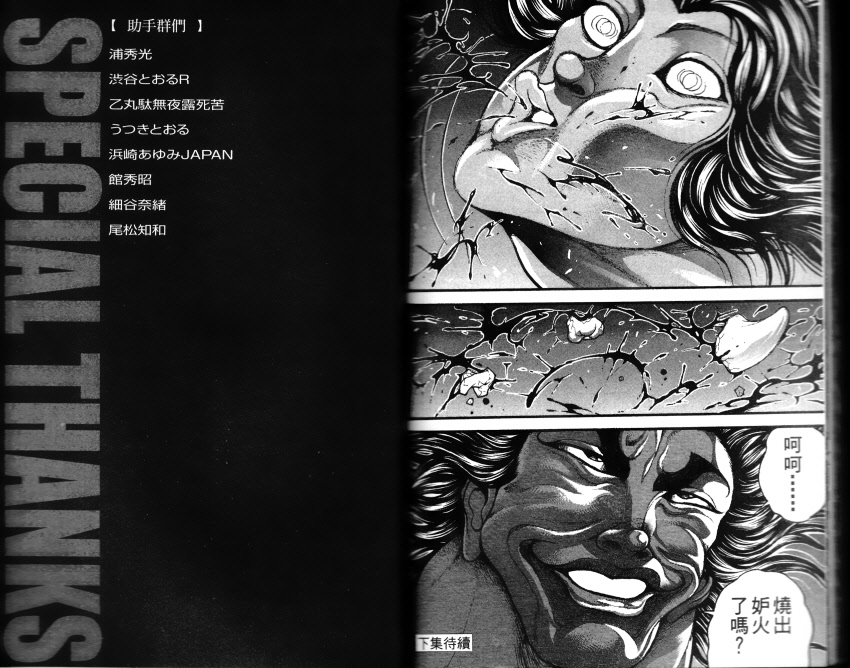 SPECIAL THANKS
【 助手群們 】
浦秀光
渋谷とおるR
乙丸駄無夜露死苦
うつきとおる
浜崎あゆみJAPAN
館秀昭
細谷奈緒
尾松知和
呵呵………
燒出
妒火
了嗎？
下集待續